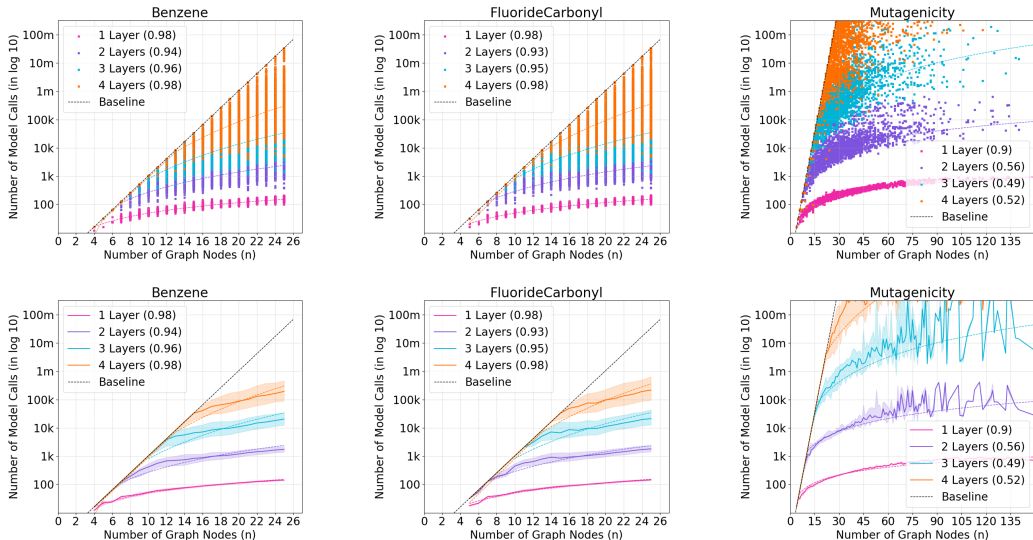 Benzene
Number of Model Calls (in log 10)
100m
10m
1m
100k
10k
1k
100
1 Layer (0.98)
2 Layers (0.94)
3 Layers (0.96)
4 Layers (0.98)
Baseline
0 2 4 6 8 10 12 14 16 18 20 22 24 26
Number of Graph Nodes (n)
FluorideCarbonyl
Number of Model Calls (in log 10)
100m
10m
1m
100k
10k
1k
100
1 Layer (0.98)
2 Layers (0.93)
3 Layers (0.95)
4 Layers (0.98)
Baseline
0 2 4 6 8 10 12 14 16 18 20 22 24 26
Number of Graph Nodes (n)
Mutagenicity
Number of Model Calls (in log 10)
100m
10m
1m
100k
10k
1k
100
1 Layer (0.9)
2 Layers (0.56)
3 Layers (0.49)
4 Layers (0.52)
Baseline
0 15 30 45 60 75 90 105 120 135
Number of Graph Nodes (n)
Benzene
Number of Model Calls (in log 10)
100m
10m
1m
100k
10k
1k
100
1 Layer (0.98)
2 Layers (0.94)
3 Layers (0.96)
4 Layers (0.98)
Baseline
0 2 4 6 8 10 12 14 16 18 20 22 24 26
Number of Graph Nodes (n)
FluorideCarbonyl
Number of Model Calls (in log 10)
100m
10m
1m
100k
10k
1k
100
1 Layer (0.98)
2 Layers (0.93)
3 Layers (0.95)
4 Layers (0.98)
Baseline
0 2 4 6 8 10 12 14 16 18 20 22 24 26
Number of Graph Nodes (n)
Mutagenicity
Number of Model Calls (in log 10)
100m
10m
1m
100k
10k
1k
100
1 Layer (0.9)
2 Layers (0.56)
3 Layers (0.49)
4 Layers (0.52)
Baseline
0 15 30 45 60 75 90 105 120 135
Number of Graph Nodes (n)